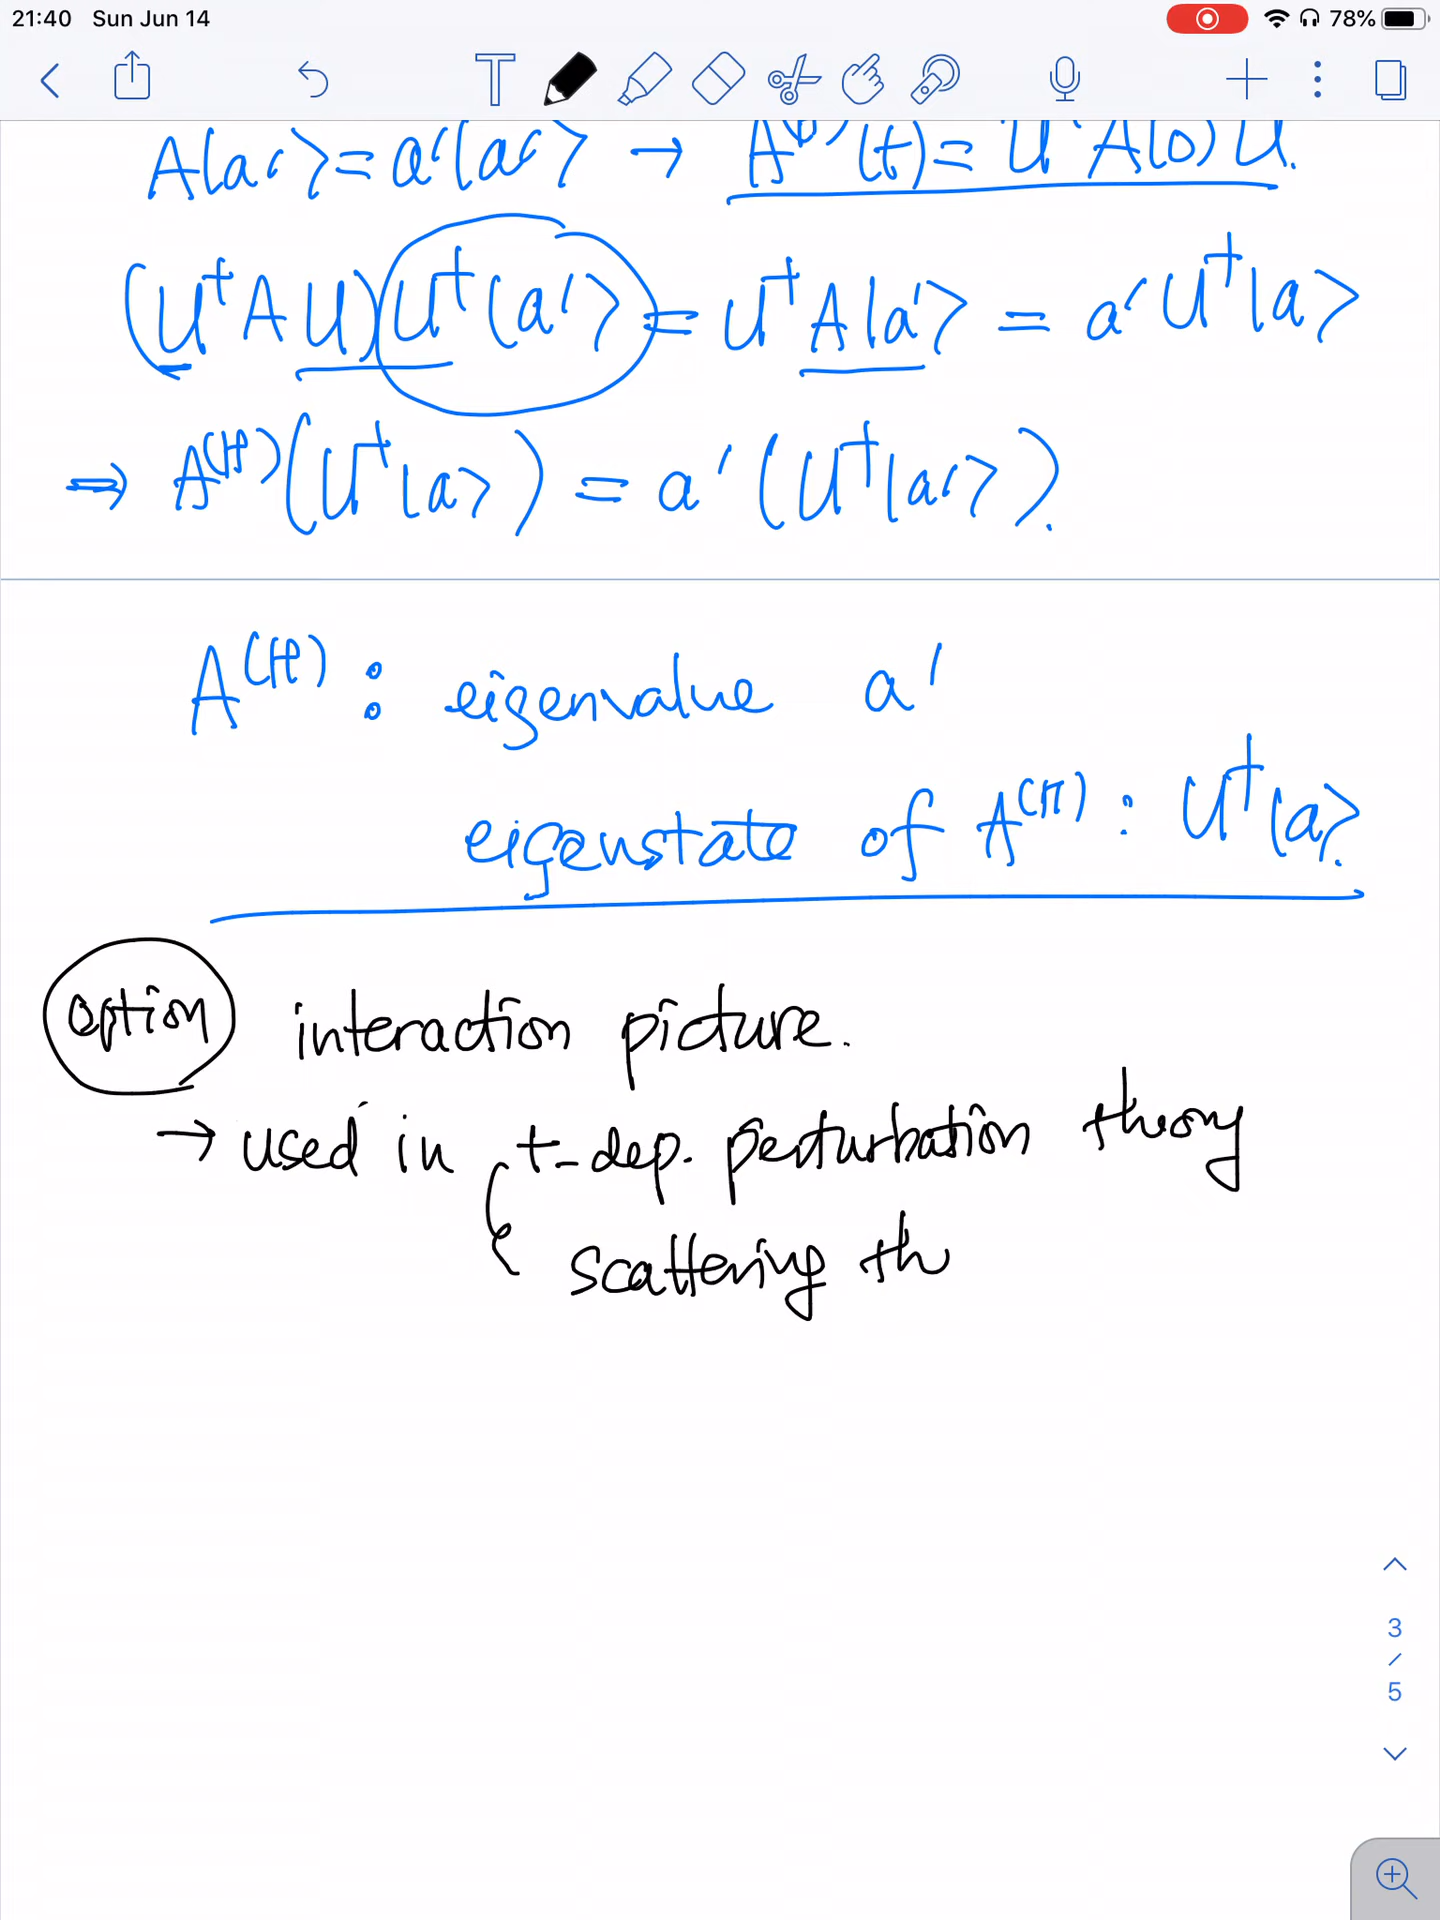 21:40 Sun Jun 14 78%
T
A|a'⟩ = a'|a'⟩ → A^(H)(t) = U†A(0)U.
(U†AU)U†|a'⟩ = U†A|a'⟩ = a'U†|a⟩
⇒ A^(H)(U†|a⟩) = a'(U†|a'⟩).
A^(H) : eigenvalue a'
eigenstate of A^(H) : U†|a⟩.
option interaction picture.
→ used in t-dep. perturbation theory
scattering th
3
/
5